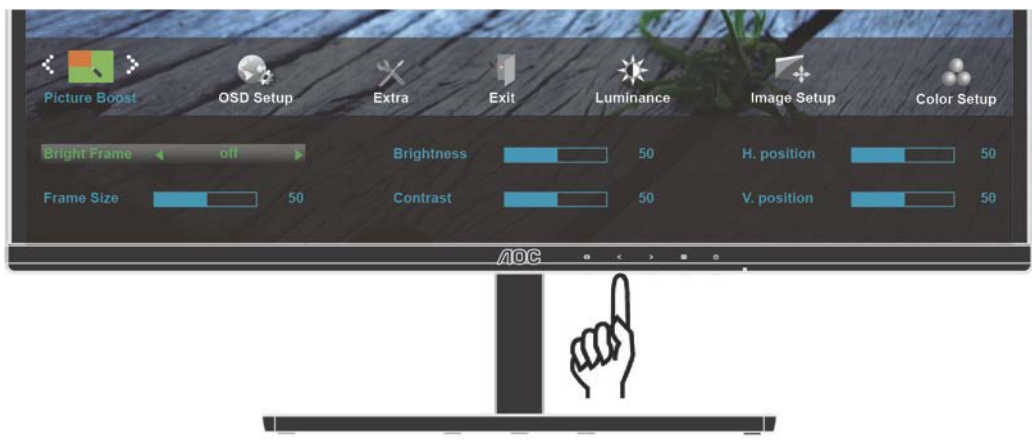 Picture Boost OSD Setup Extra Exit Luminance Image Setup Color Setup
Bright Frame off Brightness 50 H. position 50
Frame Size 50 Contrast 50 V. position 50
AOC